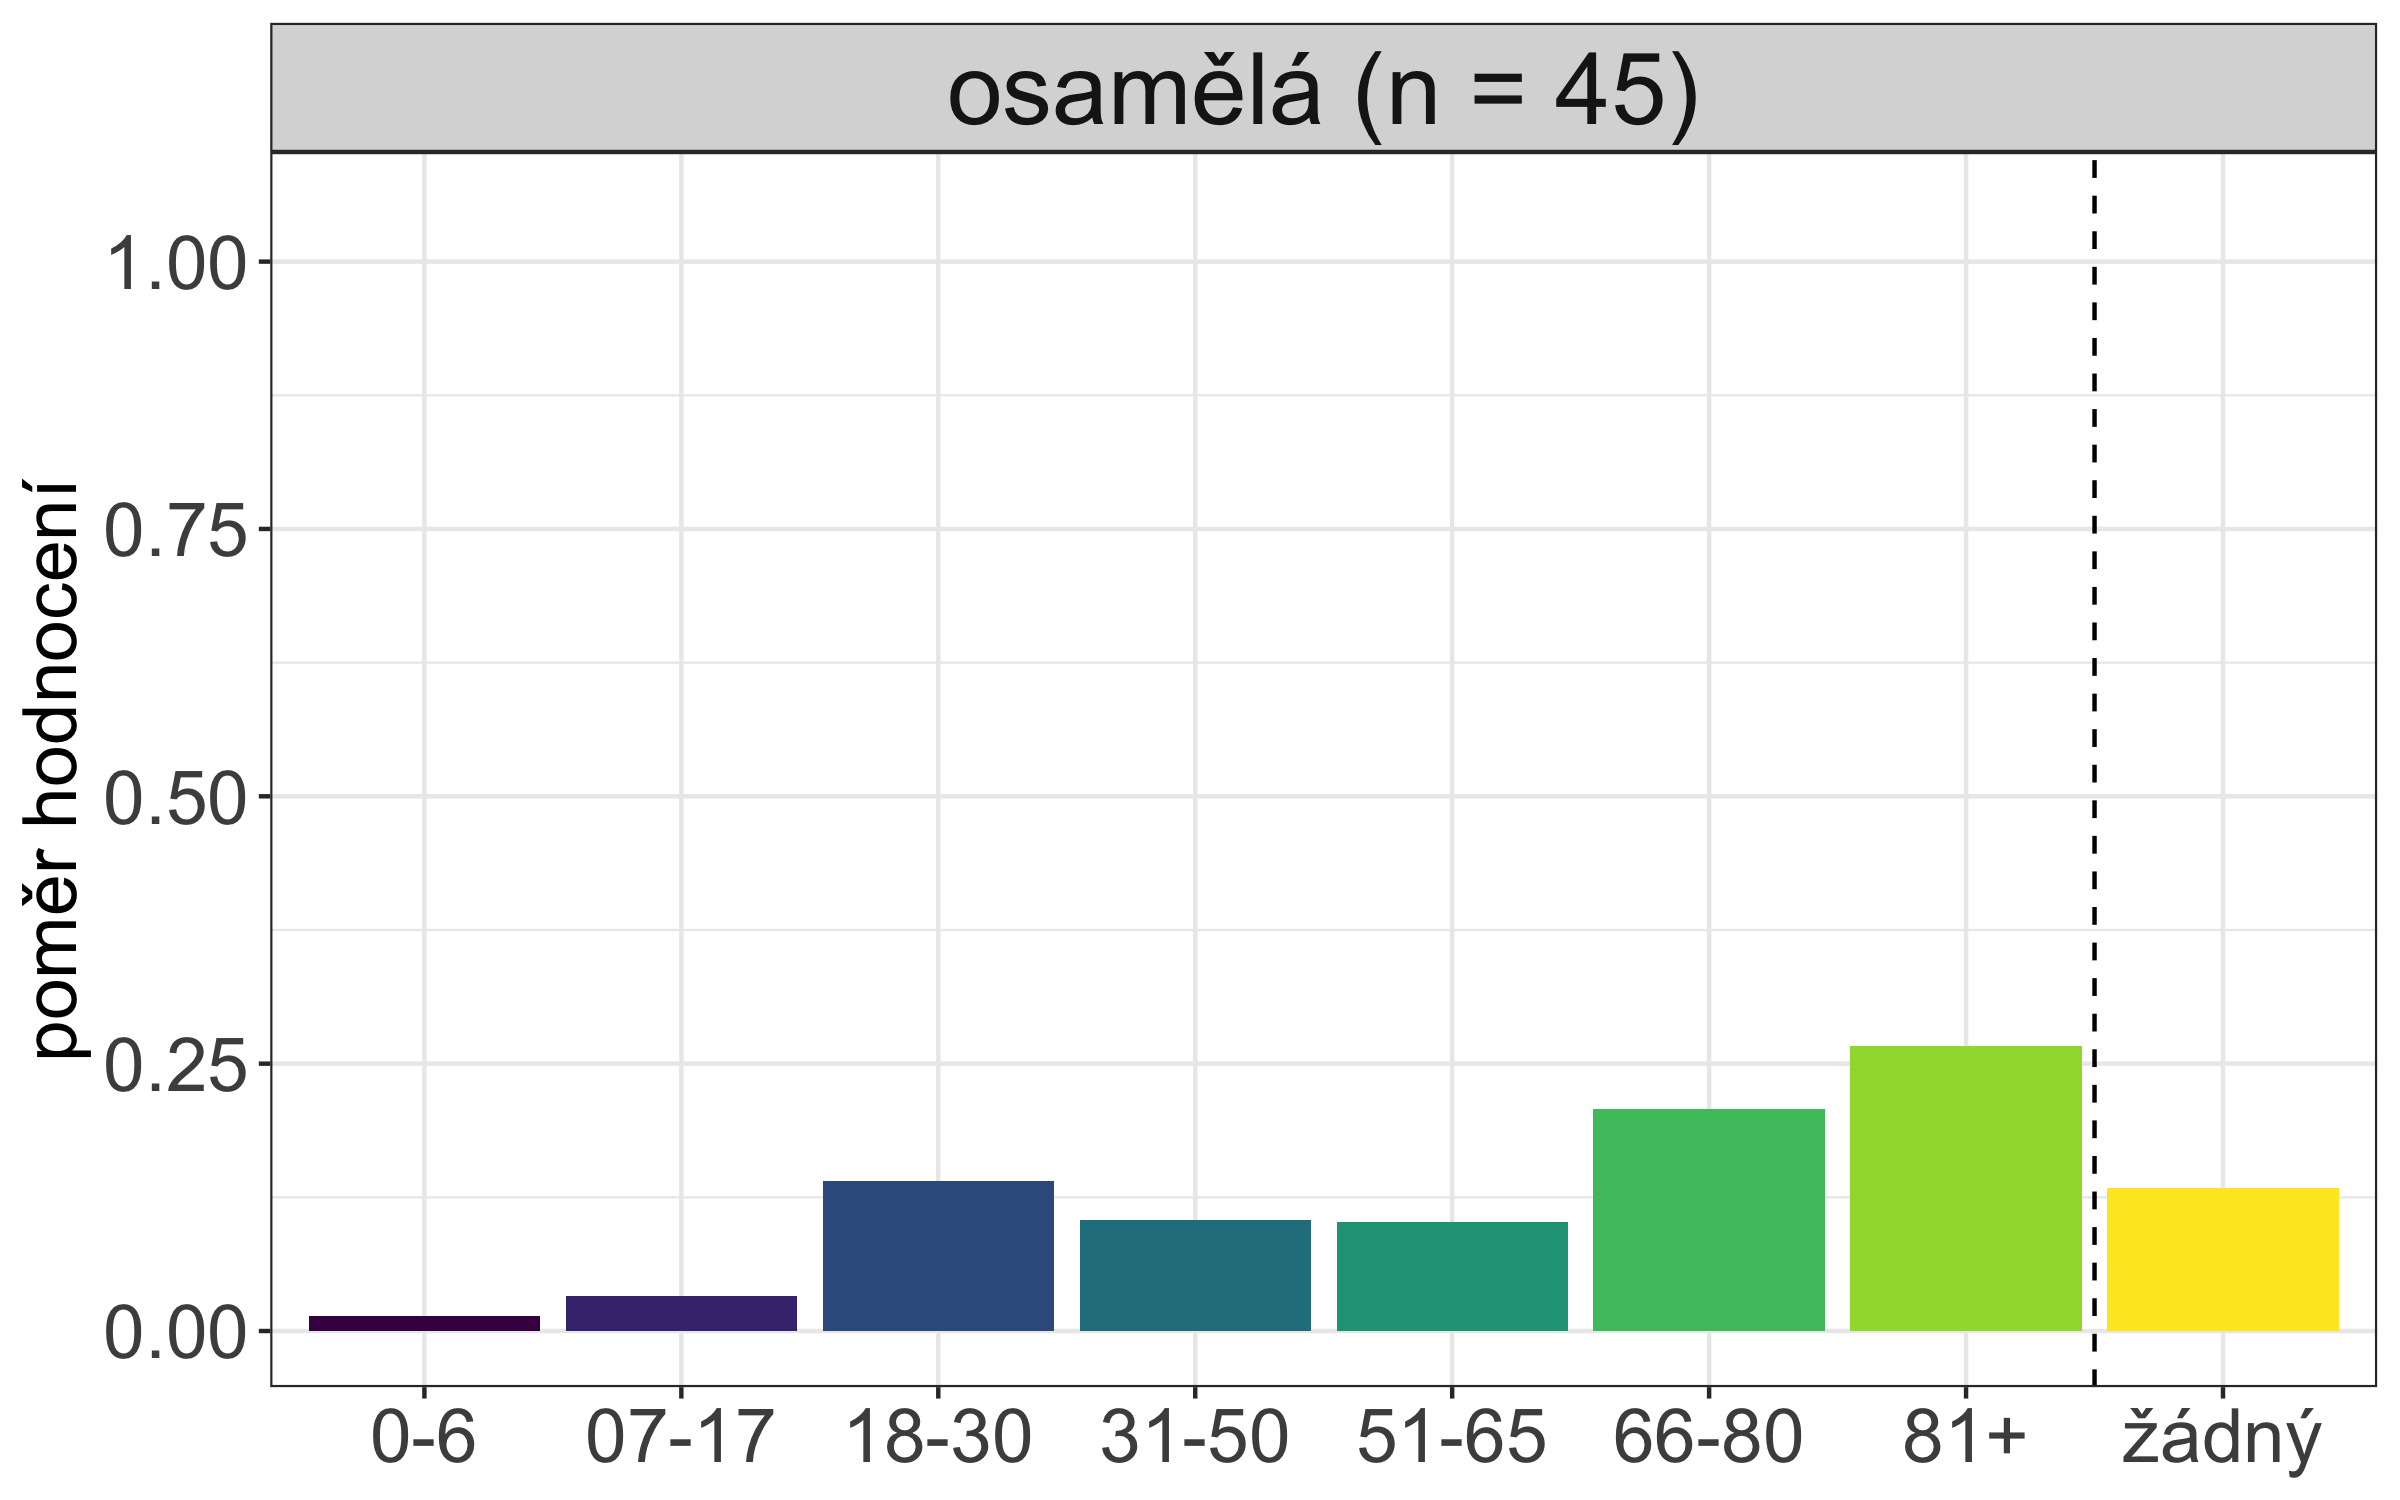 osamělá (n = 45)
poměr hodnocení
1.00
0.75
0.50
0.25
0.00
0-6 07-17 18-30 31-50 51-65 66-80 81+ žádný